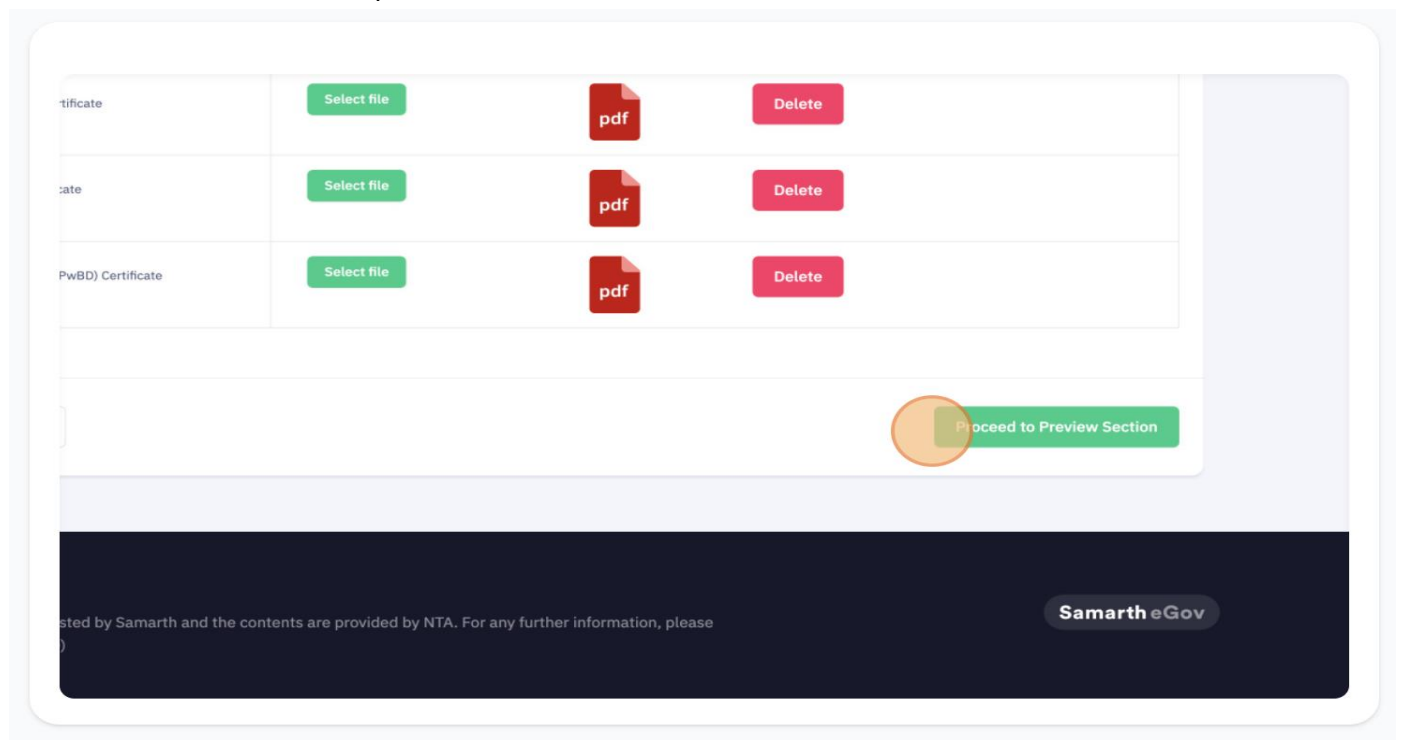 tificate Select file pdf Delete
cate Select file pdf Delete
PwBD) Certificate Select file pdf Delete
Proceed to Preview Section
Samarth eGov
sted by Samarth and the contents are provided by NTA. For any further information, please
)